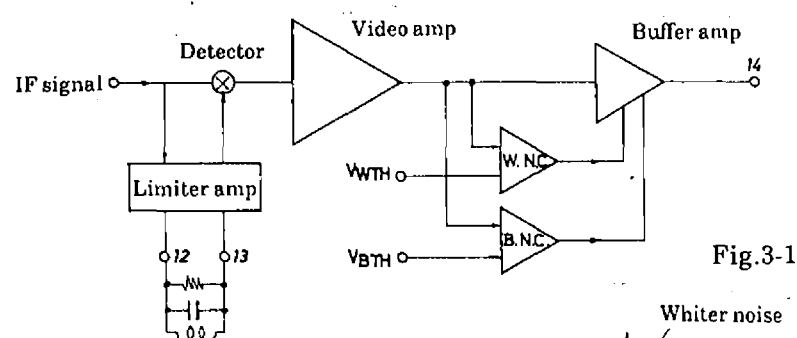 Video amp
Buffer amp
Detector
IF signal
14
W.N.C.
VWTH
Limiter amp
B.N.C.
VBTH
12
13
Fig.3-1
Whiter noise